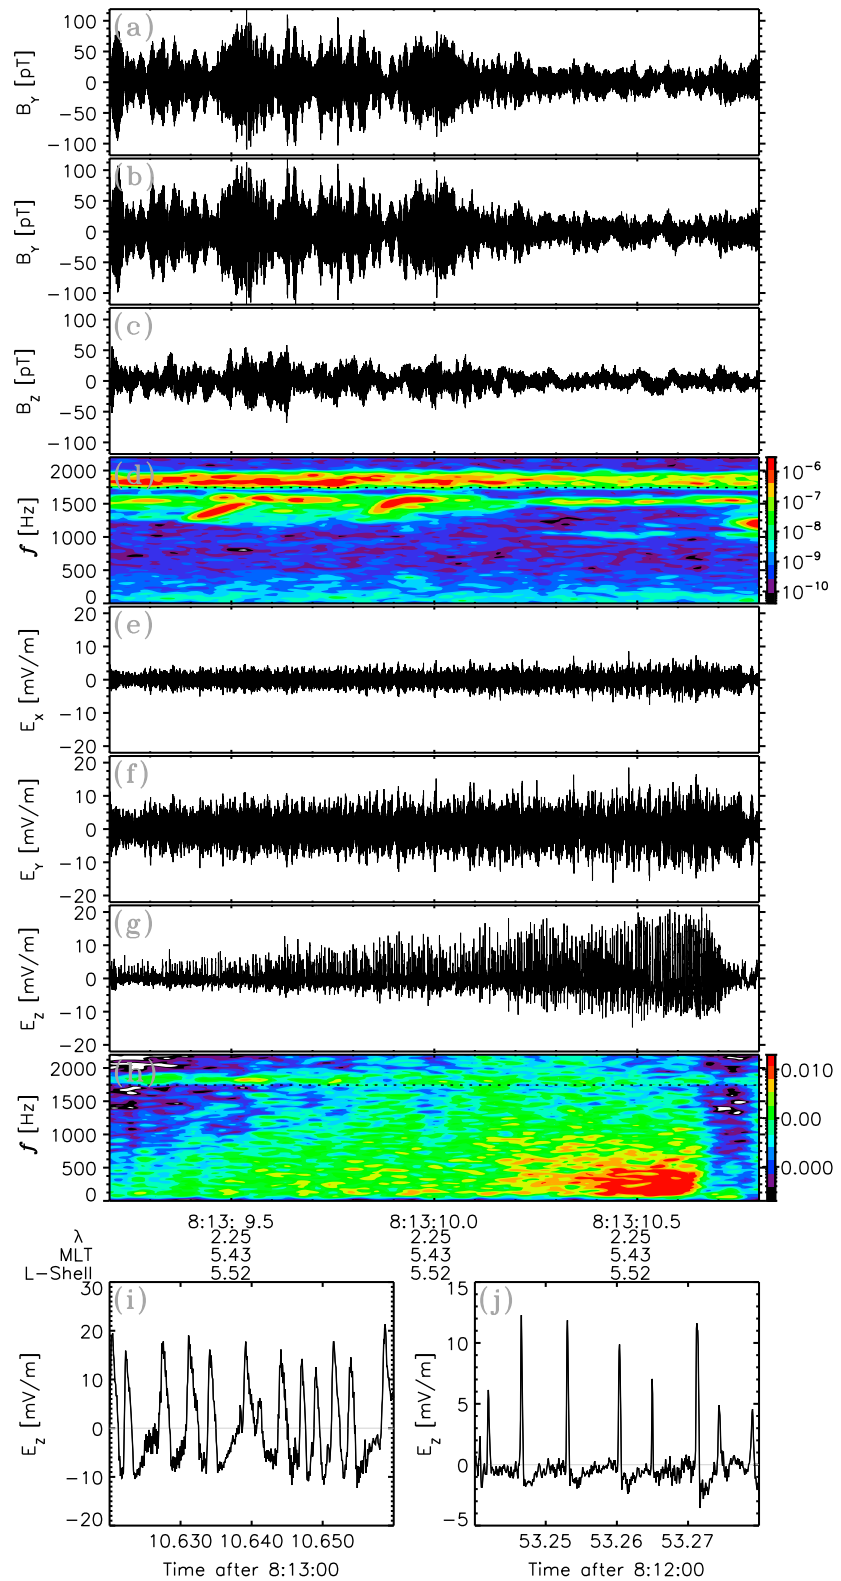 (a)
B_Y [pT]
100
50
0
−50
−100
(b)
B_Y [pT]
100
50
0
−50
−100
(c)
B_Z [pT]
100
50
0
−50
−100
(d)
f [Hz]
2000
1500
1000
500
0
10^−6
10^−7
10^−8
10^−9
10^−10
(e)
E_X [mV/m]
20
10
0
−10
−20
(f)
E_Y [mV/m]
20
10
0
−10
−20
(g)
E_Z [mV/m]
20
10
0
−10
−20
(h)
f [Hz]
2000
1500
1000
500
0
0.010
0.00
0.000
8:13: 9.5 8:13:10.0 8:13:10.5
λ 2.25 2.25 2.25
MLT 5.43 5.43 5.43
L−Shell 5.52 5.52 5.52
(i)
E_Z [mV/m]
30
20
10
0
−10
−20
10.630 10.640 10.650
Time after 8:13:00
(j)
E_Z [mV/m]
15
10
5
0
−5
53.25 53.26 53.27
Time after 8:12:00